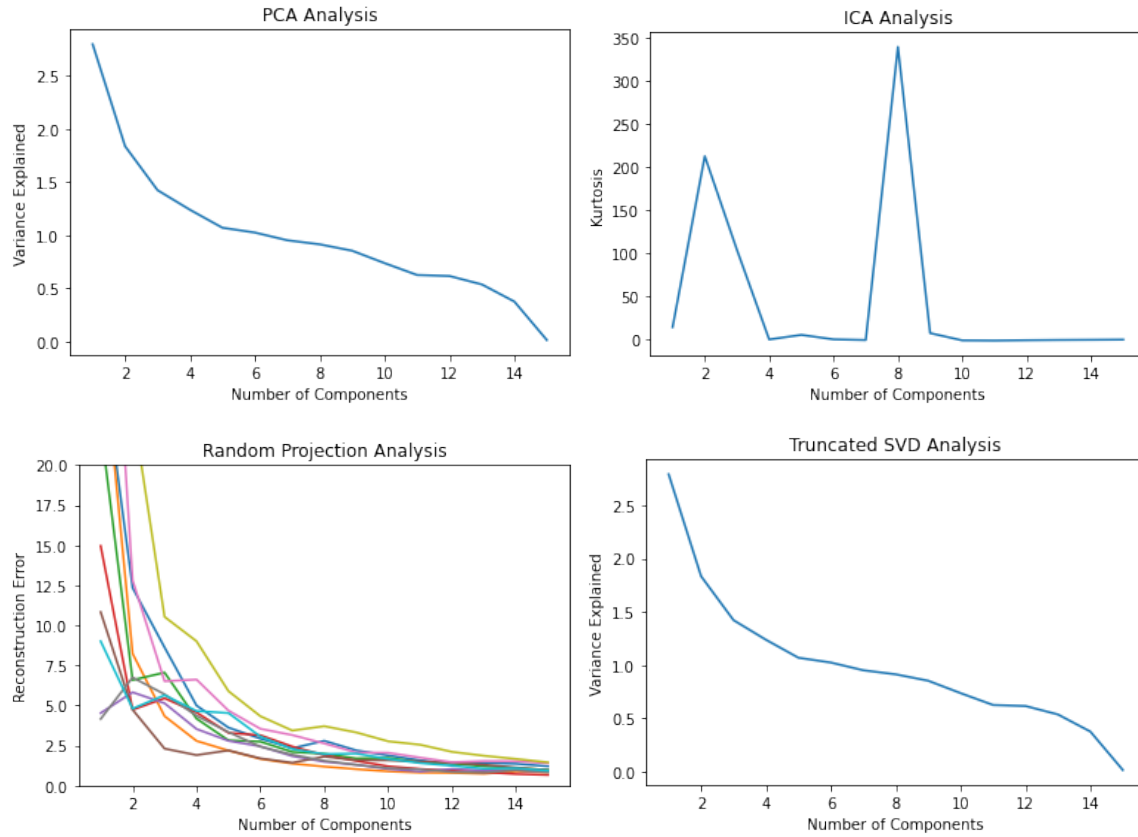 PCA Analysis
Variance Explained
2.5
2.0
1.5
1.0
0.5
0.0
2 4 6 8 10 12 14
Number of Components
ICA Analysis
Kurtosis
350
300
250
200
150
100
50
0
2 4 6 8 10 12 14
Number of Components
Random Projection Analysis
Reconstruction Error
20.0
17.5
15.0
12.5
10.0
7.5
5.0
2.5
0.0
2 4 6 8 10 12 14
Number of Components
Truncated SVD Analysis
Variance Explained
2.5
2.0
1.5
1.0
0.5
0.0
2 4 6 8 10 12 14
Number of Components